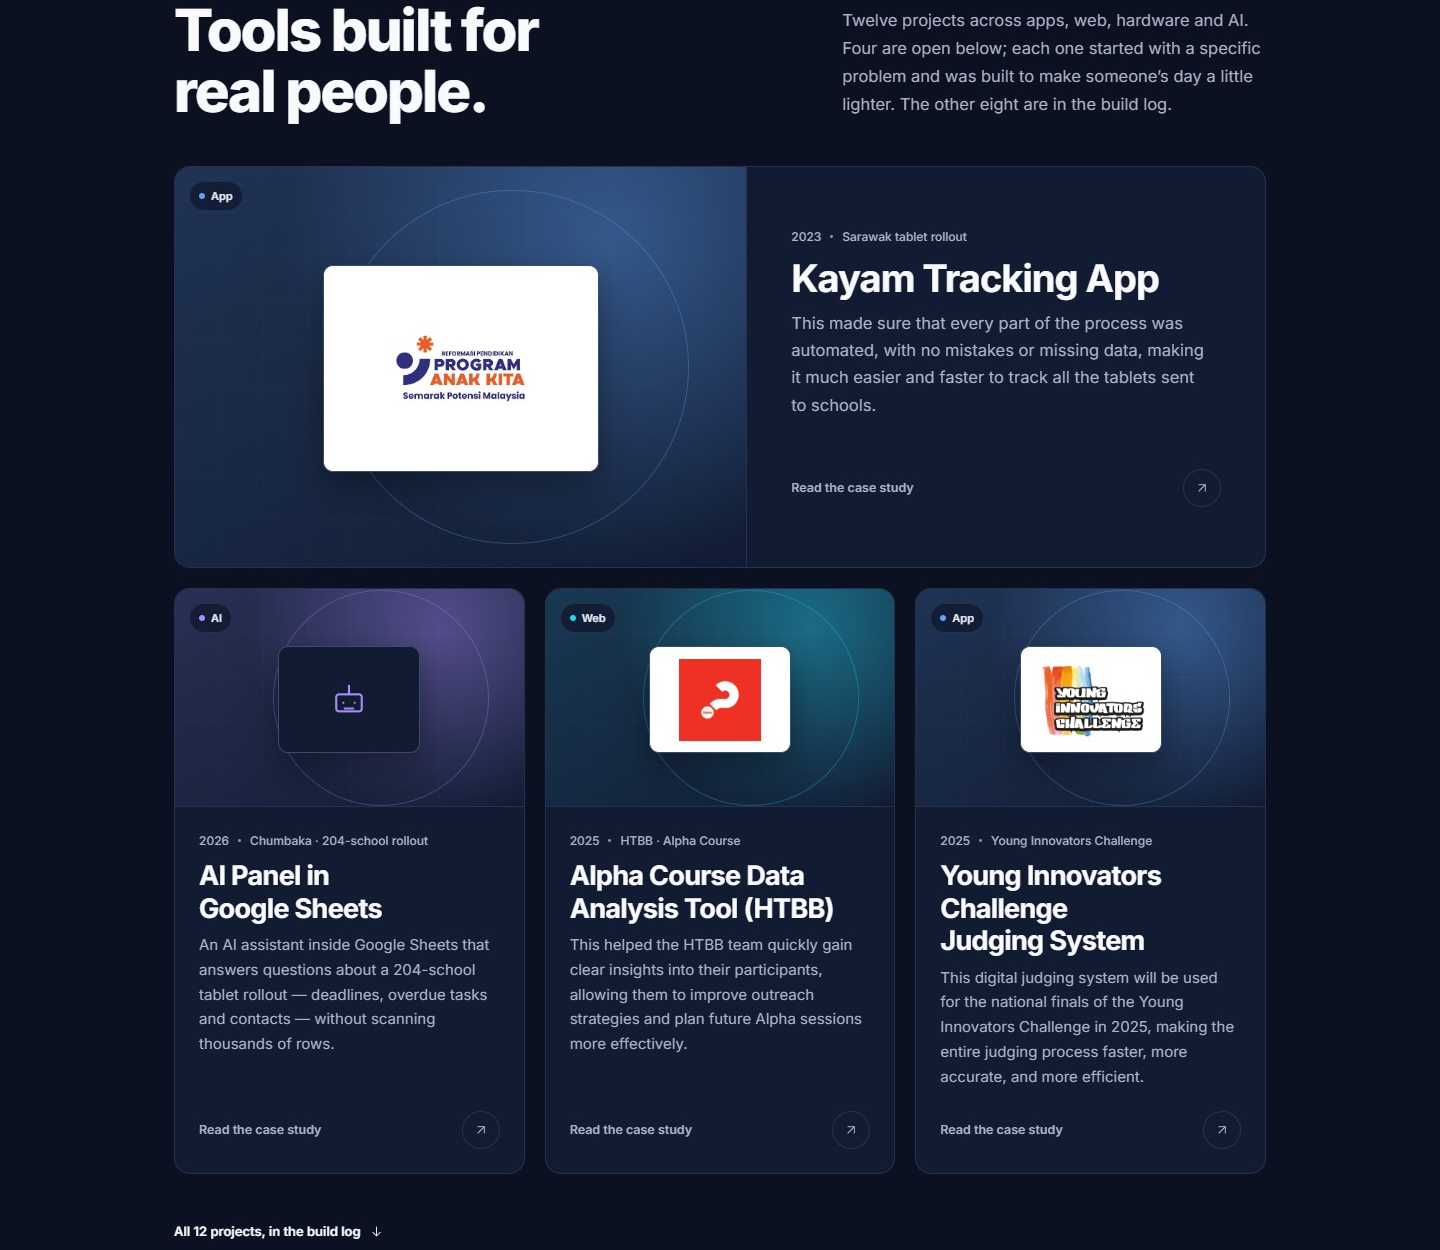 Tools built for
real people.
Twelve projects across apps, web, hardware and AI.
Four are open below; each one started with a specific
problem and was built to make someone’s day a little
lighter. The other eight are in the build log.
App
REFORMASI PENDIDIKAN
PROGRAM
ANAK KITA
Semarak Potensi Malaysia
2023 • Sarawak tablet rollout
Kayam Tracking App
This made sure that every part of the process was
automated, with no mistakes or missing data, making
it much easier and faster to track all the tablets sent
to schools.
Read the case study
AI
2026 • Chumbaka · 204-school rollout
AI Panel in
Google Sheets
An AI assistant inside Google Sheets that
answers questions about a 204-school
tablet rollout — deadlines, overdue tasks
and contacts — without scanning
thousands of rows.
Read the case study
Web
2025 • HTBB · Alpha Course
Alpha Course Data
Analysis Tool (HTBB)
This helped the HTBB team quickly gain
clear insights into their participants,
allowing them to improve outreach
strategies and plan future Alpha sessions
more effectively.
Read the case study
App
YOUNG
INNOVATORS
CHALLENGE
2025 • Young Innovators Challenge
Young Innovators
Challenge
Judging System
This digital judging system will be used
for the national finals of the Young
Innovators Challenge in 2025, making the
entire judging process faster, more
accurate, and more efficient.
Read the case study
All 12 projects, in the build log ↓